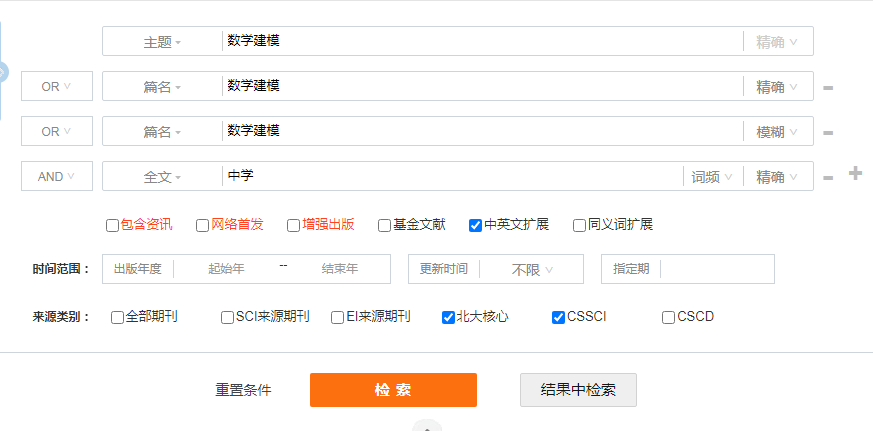 主题 数学建模 精确
OR 篇名 数学建模 精确
OR 篇名 数学建模 模糊
AND 全文 中学 词频 精确
包含资讯 网络首发 增强出版 基金文献 中英文扩展 同义词扩展
时间范围： 出版年度 起始年 -- 结束年 更新时间 不限 指定期
来源类别： 全部期刊 SCI来源期刊 EI来源期刊 北大核心 CSSCI CSCD
重置条件 检索 结果中检索